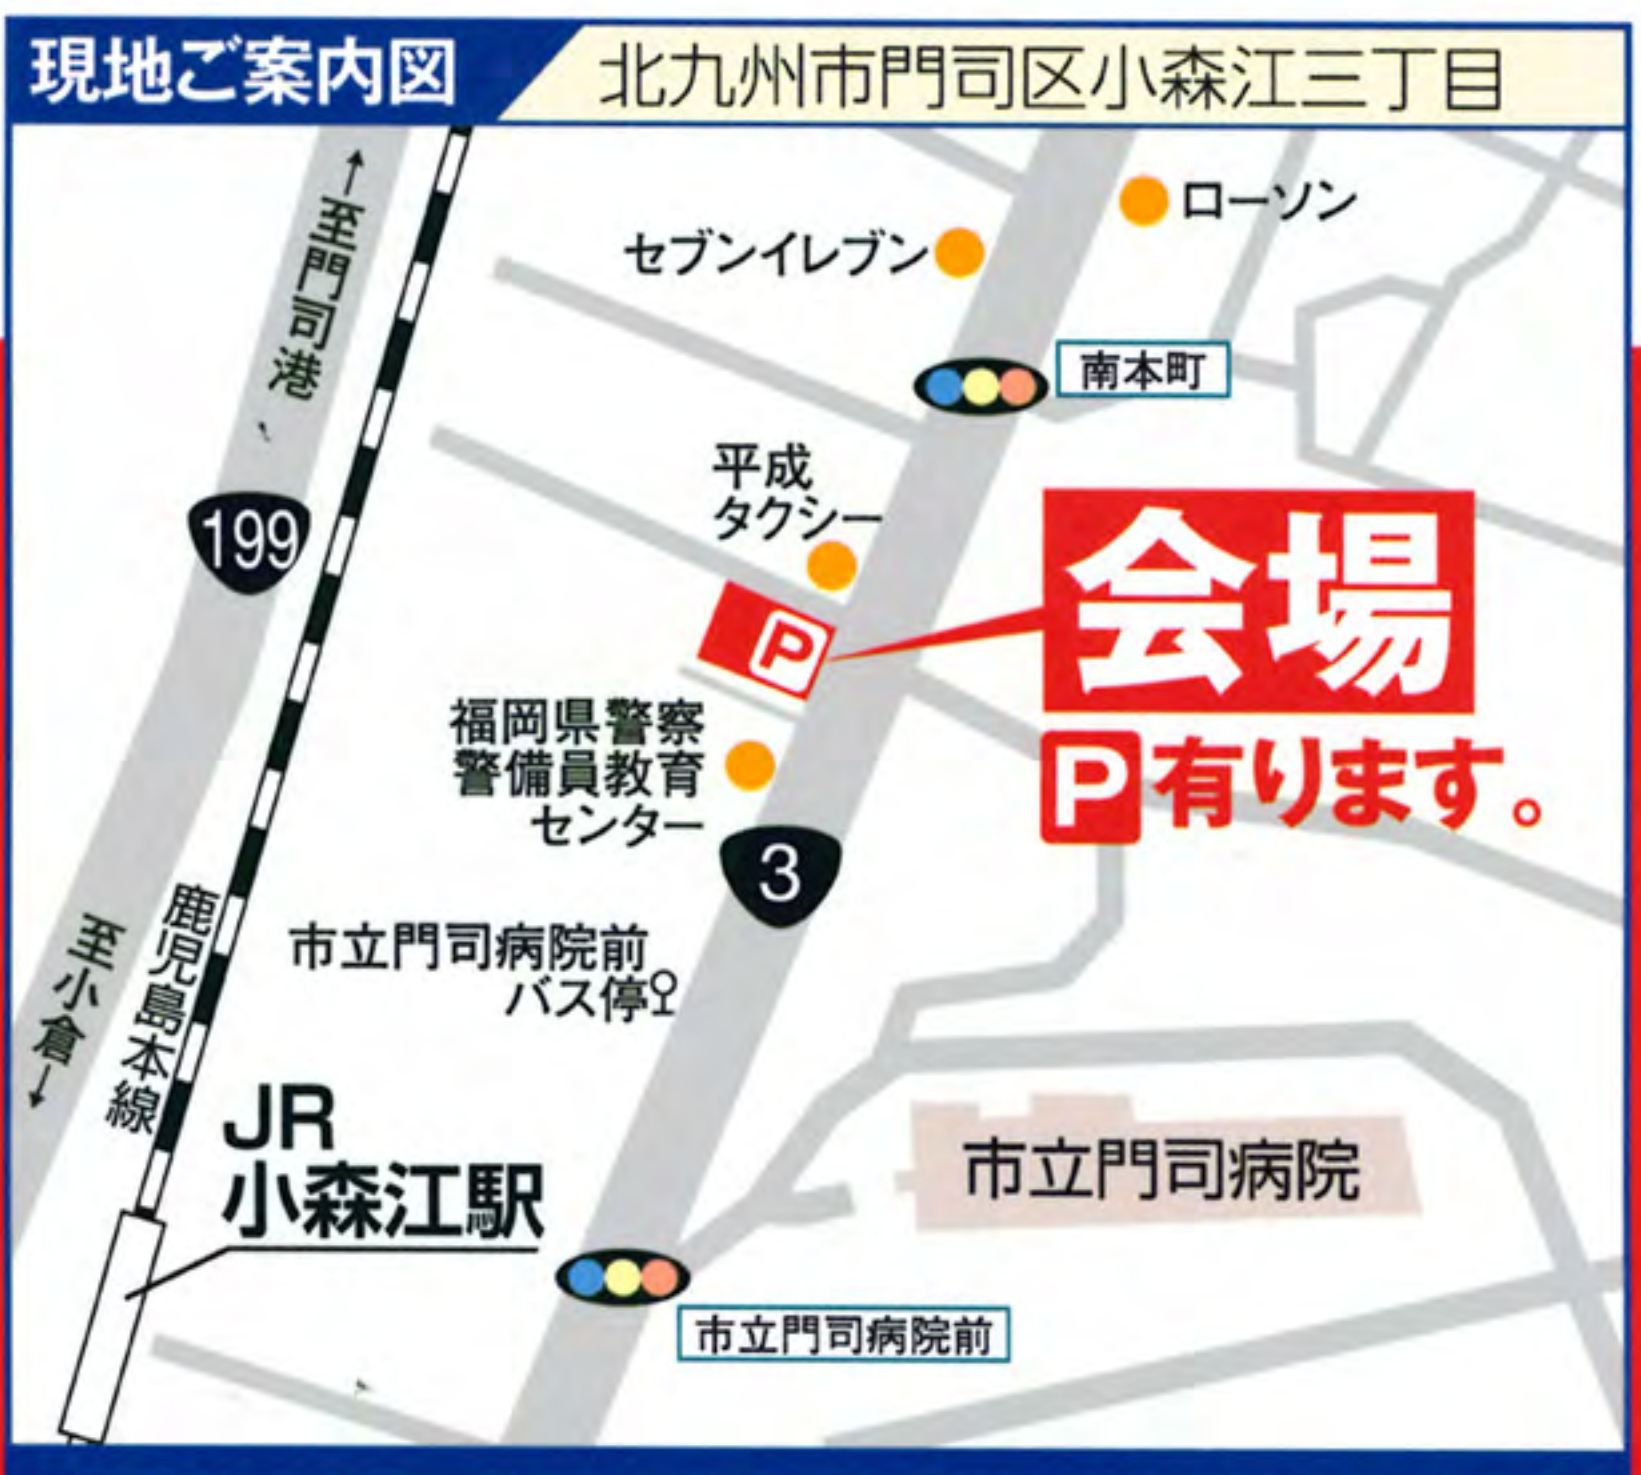 現地ご案内図
北九州市門司区小森江三丁目
↑至門司港
ローソン
セブンイレブン
南本町
平成
タクシー
199
会場
P
P有ります。
福岡県警察
警備員教育
センター
3
市立門司病院前
バス停
至小倉↓
鹿児島本線
JR
小森江駅
市立門司病院
市立門司病院前